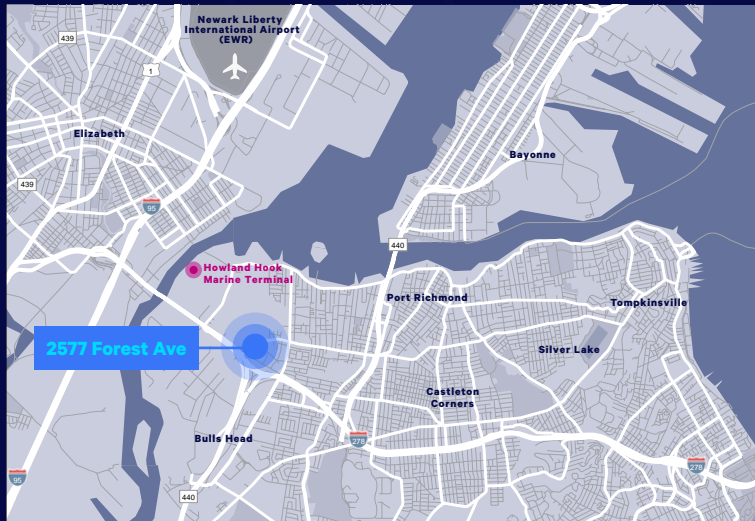 Newark Liberty
International Airport
(EWR)
439
1
Elizabeth
Bayonne
439
95
440
Howland Hook
Marine Terminal
Port Richmond
Tompkinsville
2577 Forest Ave
Silver Lake
Castleton
Corners
Bulls Head
278
278
95
440